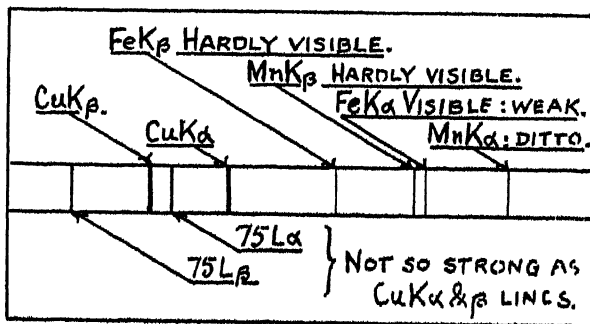 FeKβ HARDLY VISIBLE.
MnKβ HARDLY VISIBLE.
CuKβ.
FeKα VISIBLE: WEAK.
CuKα
MnKα: DITTO.
75Lα
75Lβ
NOT SO STRONG AS
CuKα & β LINES.